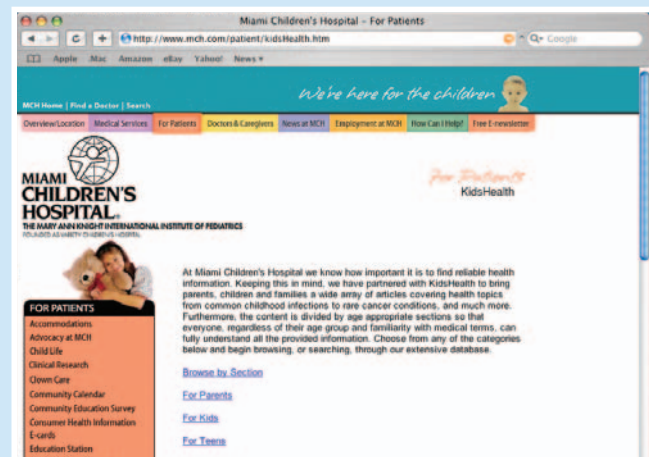 Miami Children's Hospital – For Patients
http://www.mch.com/patient/kidsHealth.htm
Google
Apple Mac Amazon eBay Yahoo! News
We're here for the children
MCH Home | Find a Doctor | Search
Overview/Location Medical Services For Patients Doctors & Caregivers News at MCH Employment at MCH How Can I Help? Free E-newsletter
For Patients
KidsHealth
MIAMI
CHILDREN'S
HOSPITAL
THE MARY ANN KNIGHT INTERNATIONAL INSTITUTE OF PEDIATRICS
FOUNDED AS VARIETY CHILDREN'S HOSPITAL
At Miami Children's Hospital we know how important it is to find reliable health
information. Keeping this in mind, we have partnered with KidsHealth to bring
parents, children and families a wide array of articles covering health topics
from common childhood infections to rare cancer conditions, and much more.
Furthermore, the content is divided by age appropriate sections so that
everyone, regardless of their age group and familiarity with medical terms, can
fully understand all the provided information. Choose from any of the categories
below and begin browsing, or searching, through our extensive database.
Browse by Section
For Parents
For Kids
For Teens
FOR PATIENTS
Accommodations
Advocacy at MCH
Child Life
Clinical Research
Clown Care
Community Calendar
Community Education Survey
Consumer Health Information
E-cards
Education Station